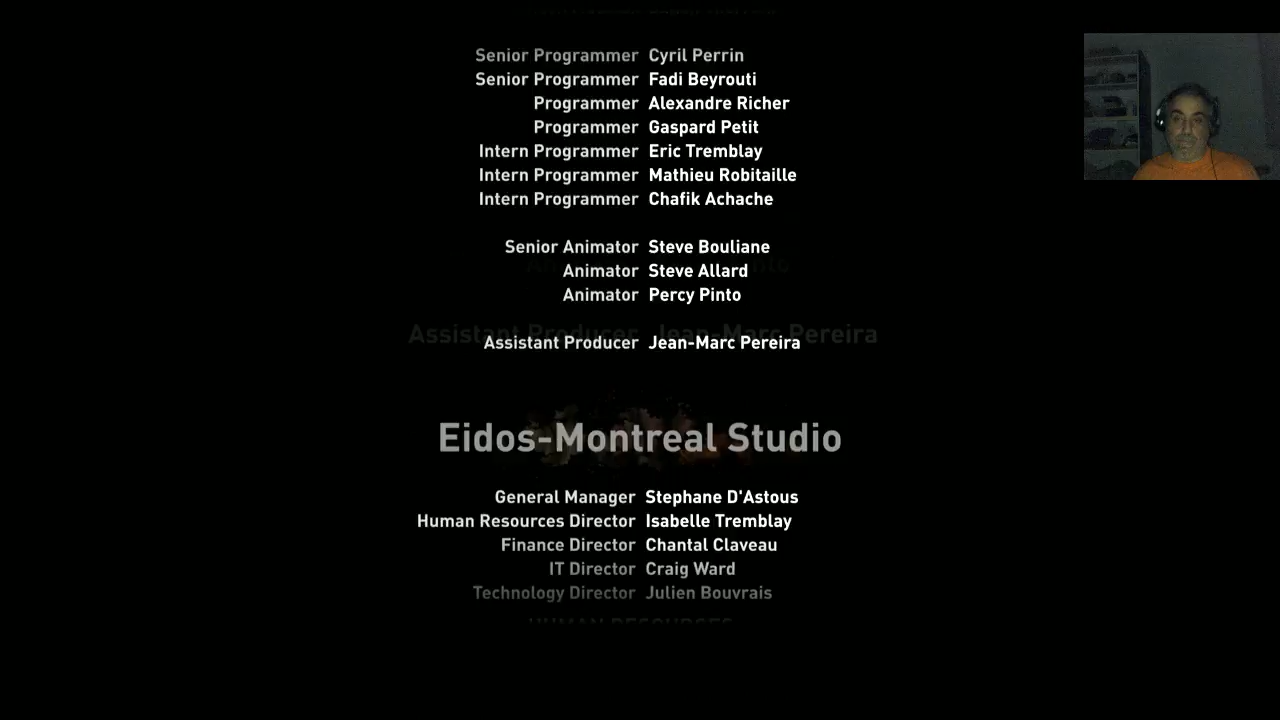 Senior Programmer Cyril Perrin
Senior Programmer Fadi Beyrouti
Programmer Alexandre Richer
Programmer Gaspard Petit
Intern Programmer Eric Tremblay
Intern Programmer Mathieu Robitaille
Intern Programmer Chafik Achache
Senior Animator Steve Bouliane
Animator Steve Allard
Animator Percy Pinto
Assistant Producer Jean-Marc Pereira
Assistant Producer Jean-Marc Pereira
Eidos-Montreal Studio
General Manager Stephane D'Astous
Human Resources Director Isabelle Tremblay
Finance Director Chantal Claveau
IT Director Craig Ward
Technology Director Julien Bouvrais
HUMAN RESOURCES